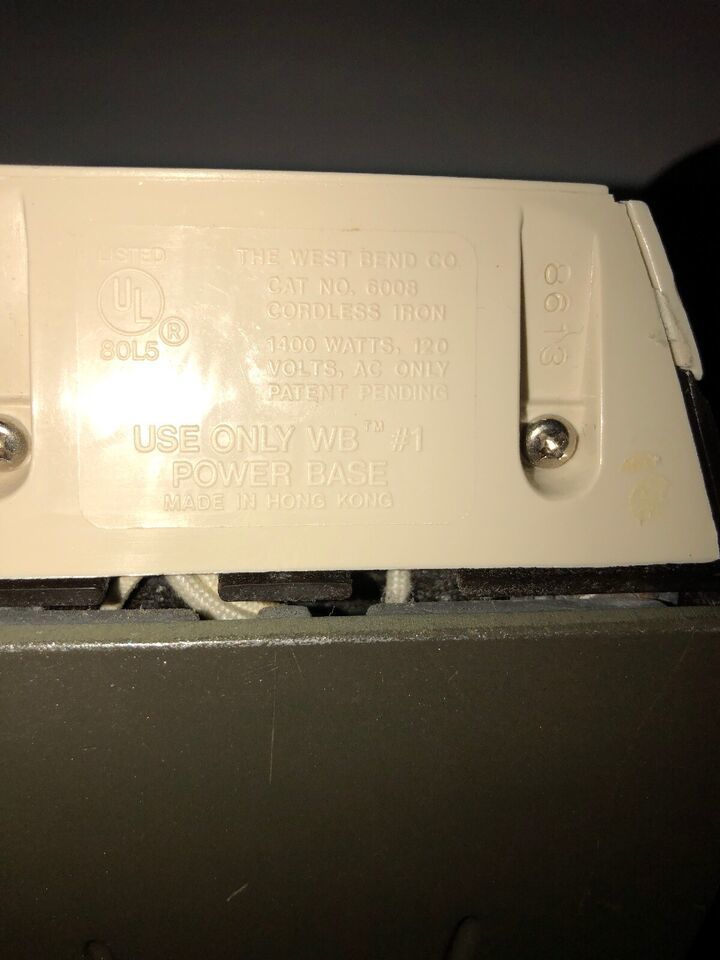 LISTED
UL
®
80L5
THE WEST BEND CO.
CAT NO. 6008
CORDLESS IRON
1400 WATTS, 120
VOLTS, AC ONLY
PATENT PENDING
USE ONLY WB™ #1
POWER BASE
MADE IN HONG KONG
8613